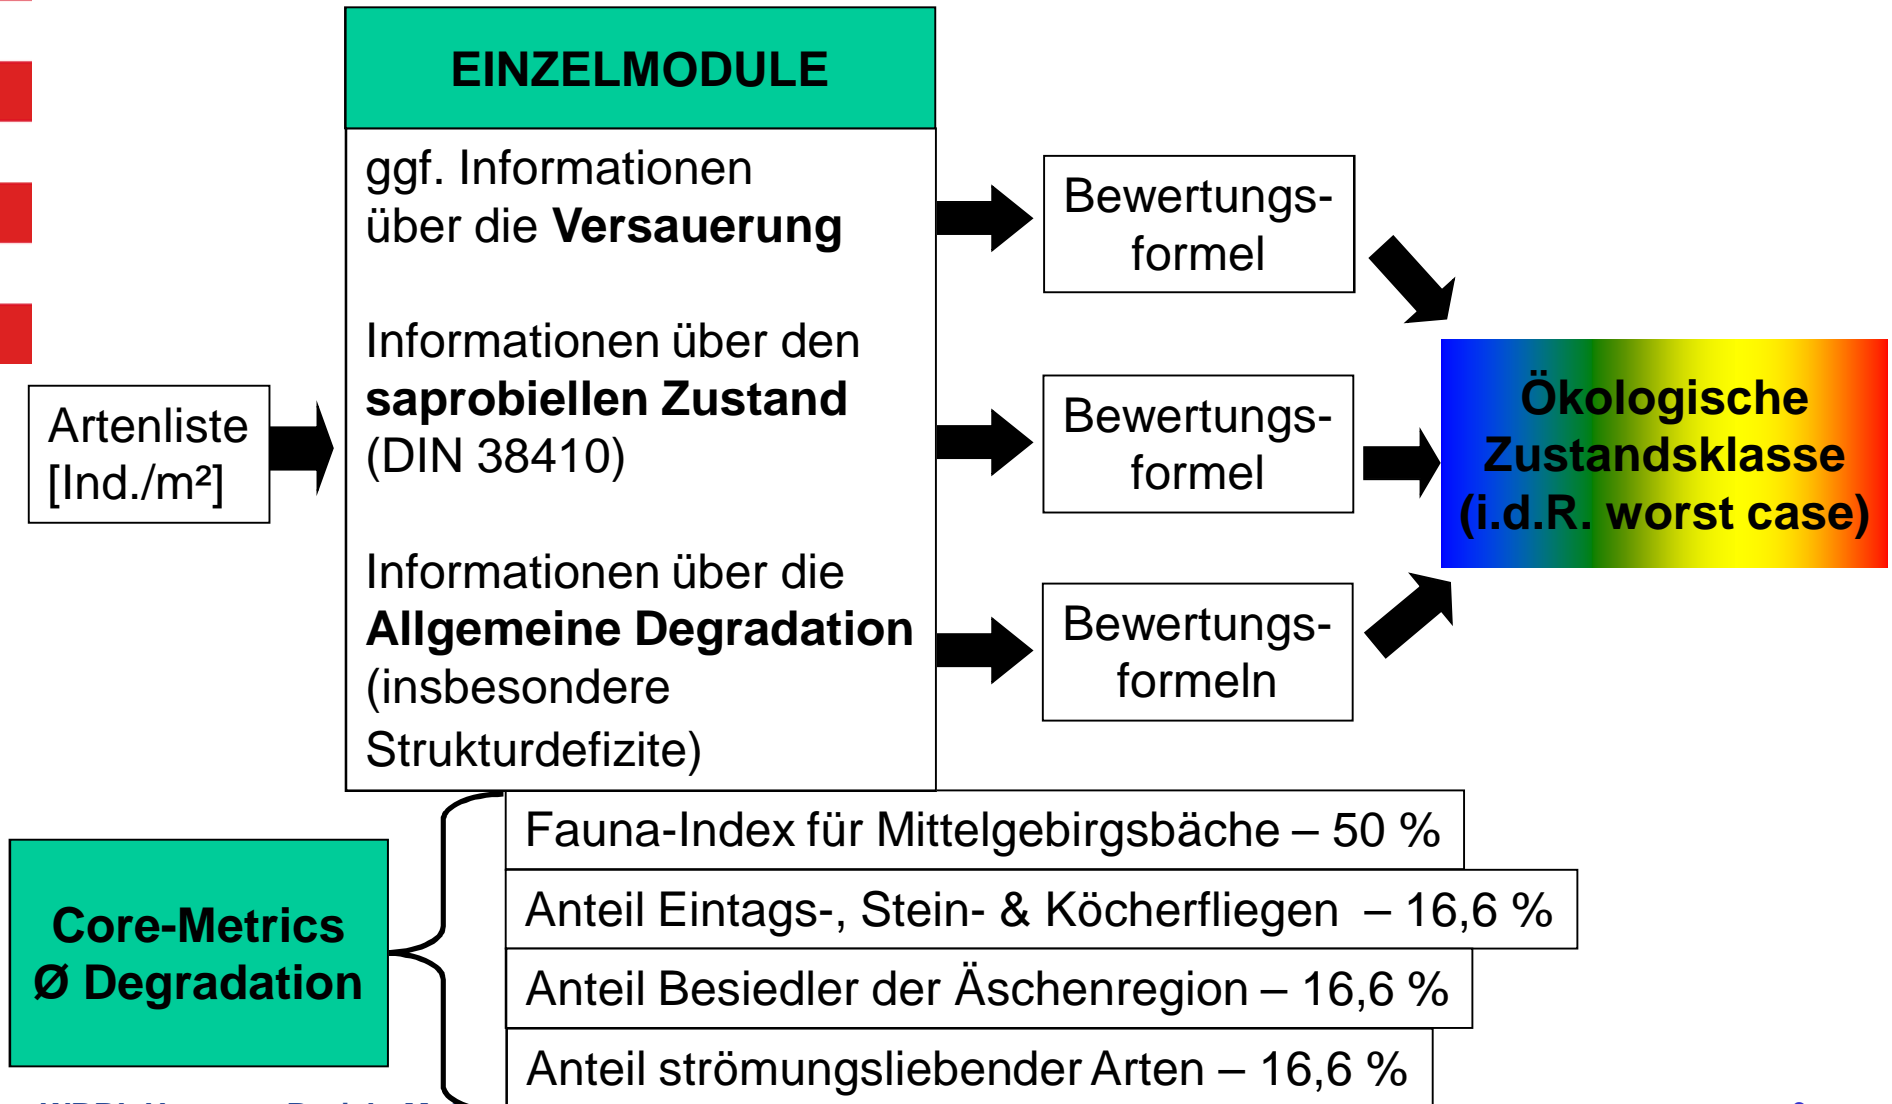 EINZELMODULE
ggf. Informationen
über die Versauerung
Informationen über den
saprobiellen Zustand
(DIN 38410)
Informationen über die
Allgemeine Degradation
(insbesondere
Strukturdefizite)
Artenliste
[Ind./m²]
Bewertungs-
formel
Bewertungs-
formel
Bewertungs-
formeln
Ökologische
Zustandsklasse
(i.d.R. worst case)
Core-Metrics
Ø Degradation
Fauna-Index für Mittelgebirgsbäche – 50 %
Anteil Eintags-, Stein- & Köcherfliegen – 16,6 %
Anteil Besiedler der Äschenregion – 16,6 %
Anteil strömungsliebender Arten – 16,6 %